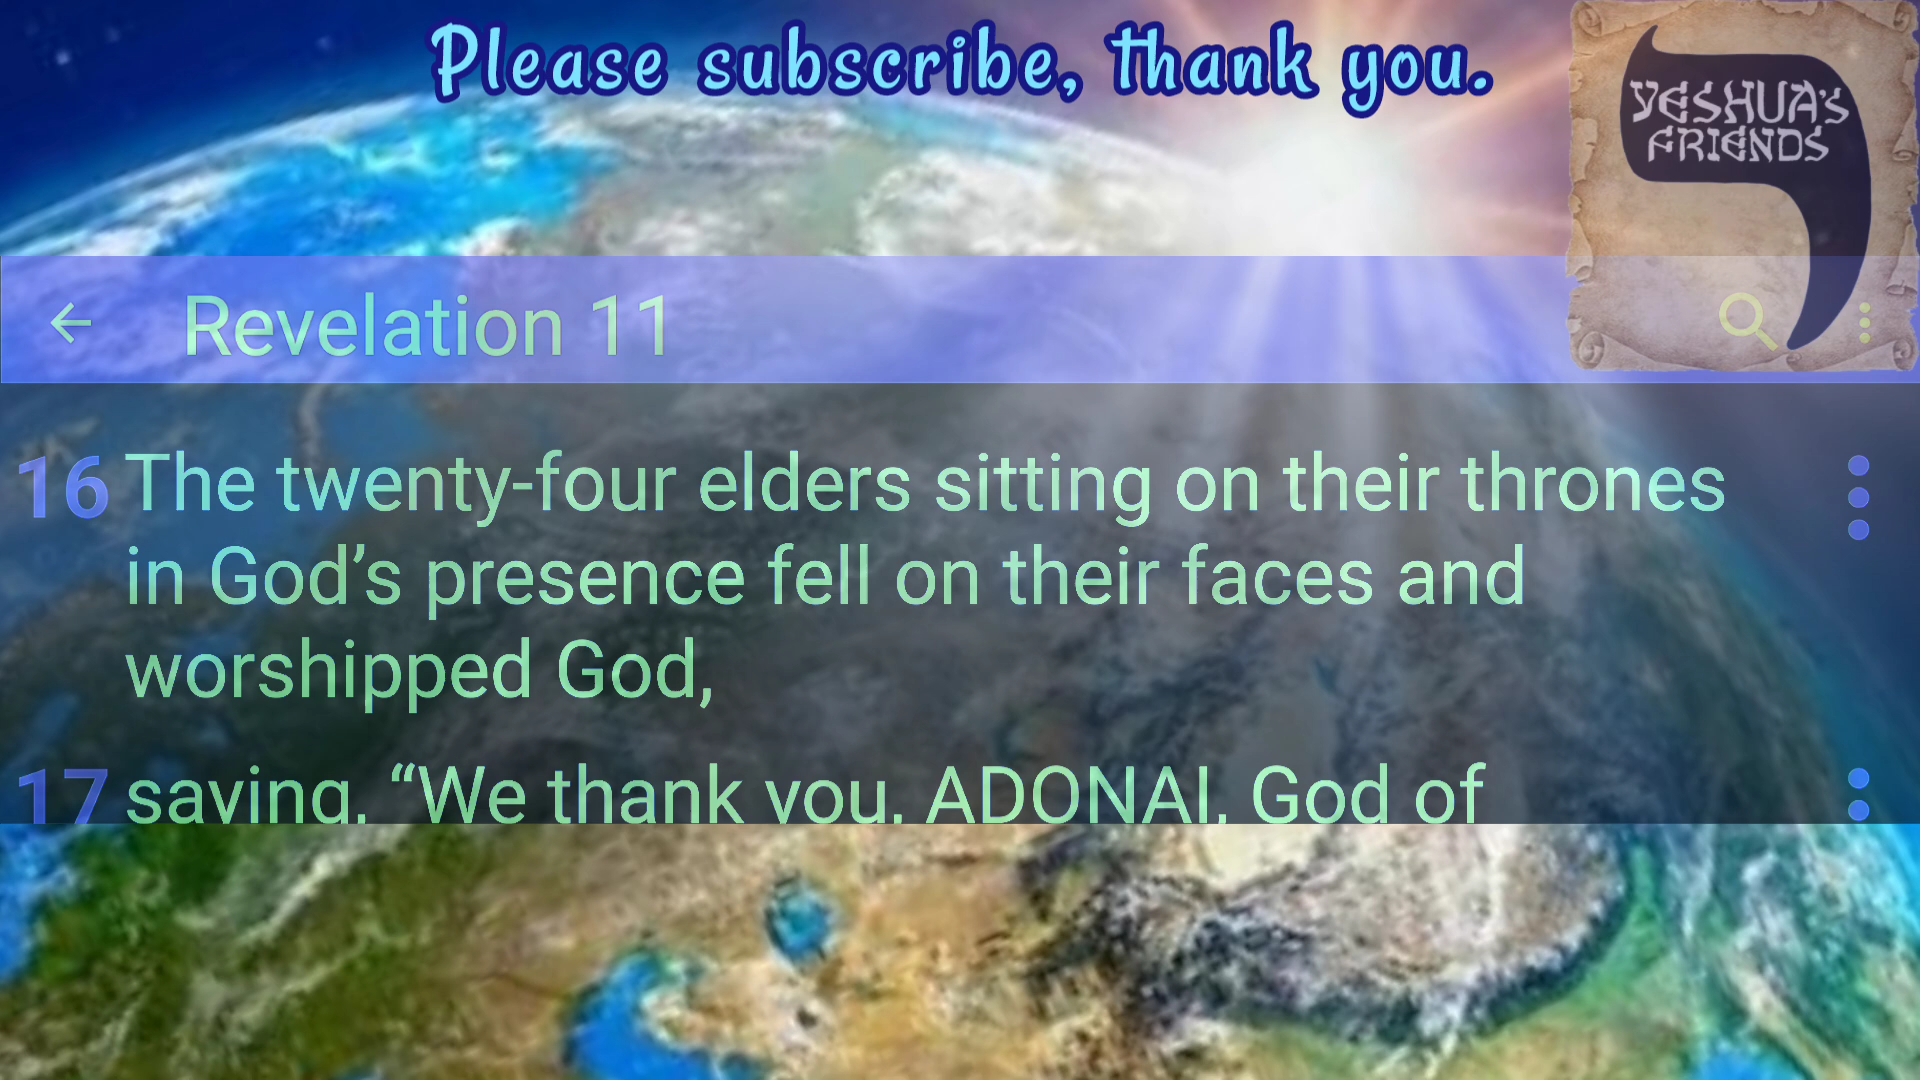 Please subscribe, thank you.
YESHUA'S
FRIENDS
Revelation 11
16 The twenty-four elders sitting on their thrones
in God’s presence fell on their faces and
worshipped God,
17 saying, “We thank you, ADONAI, God of